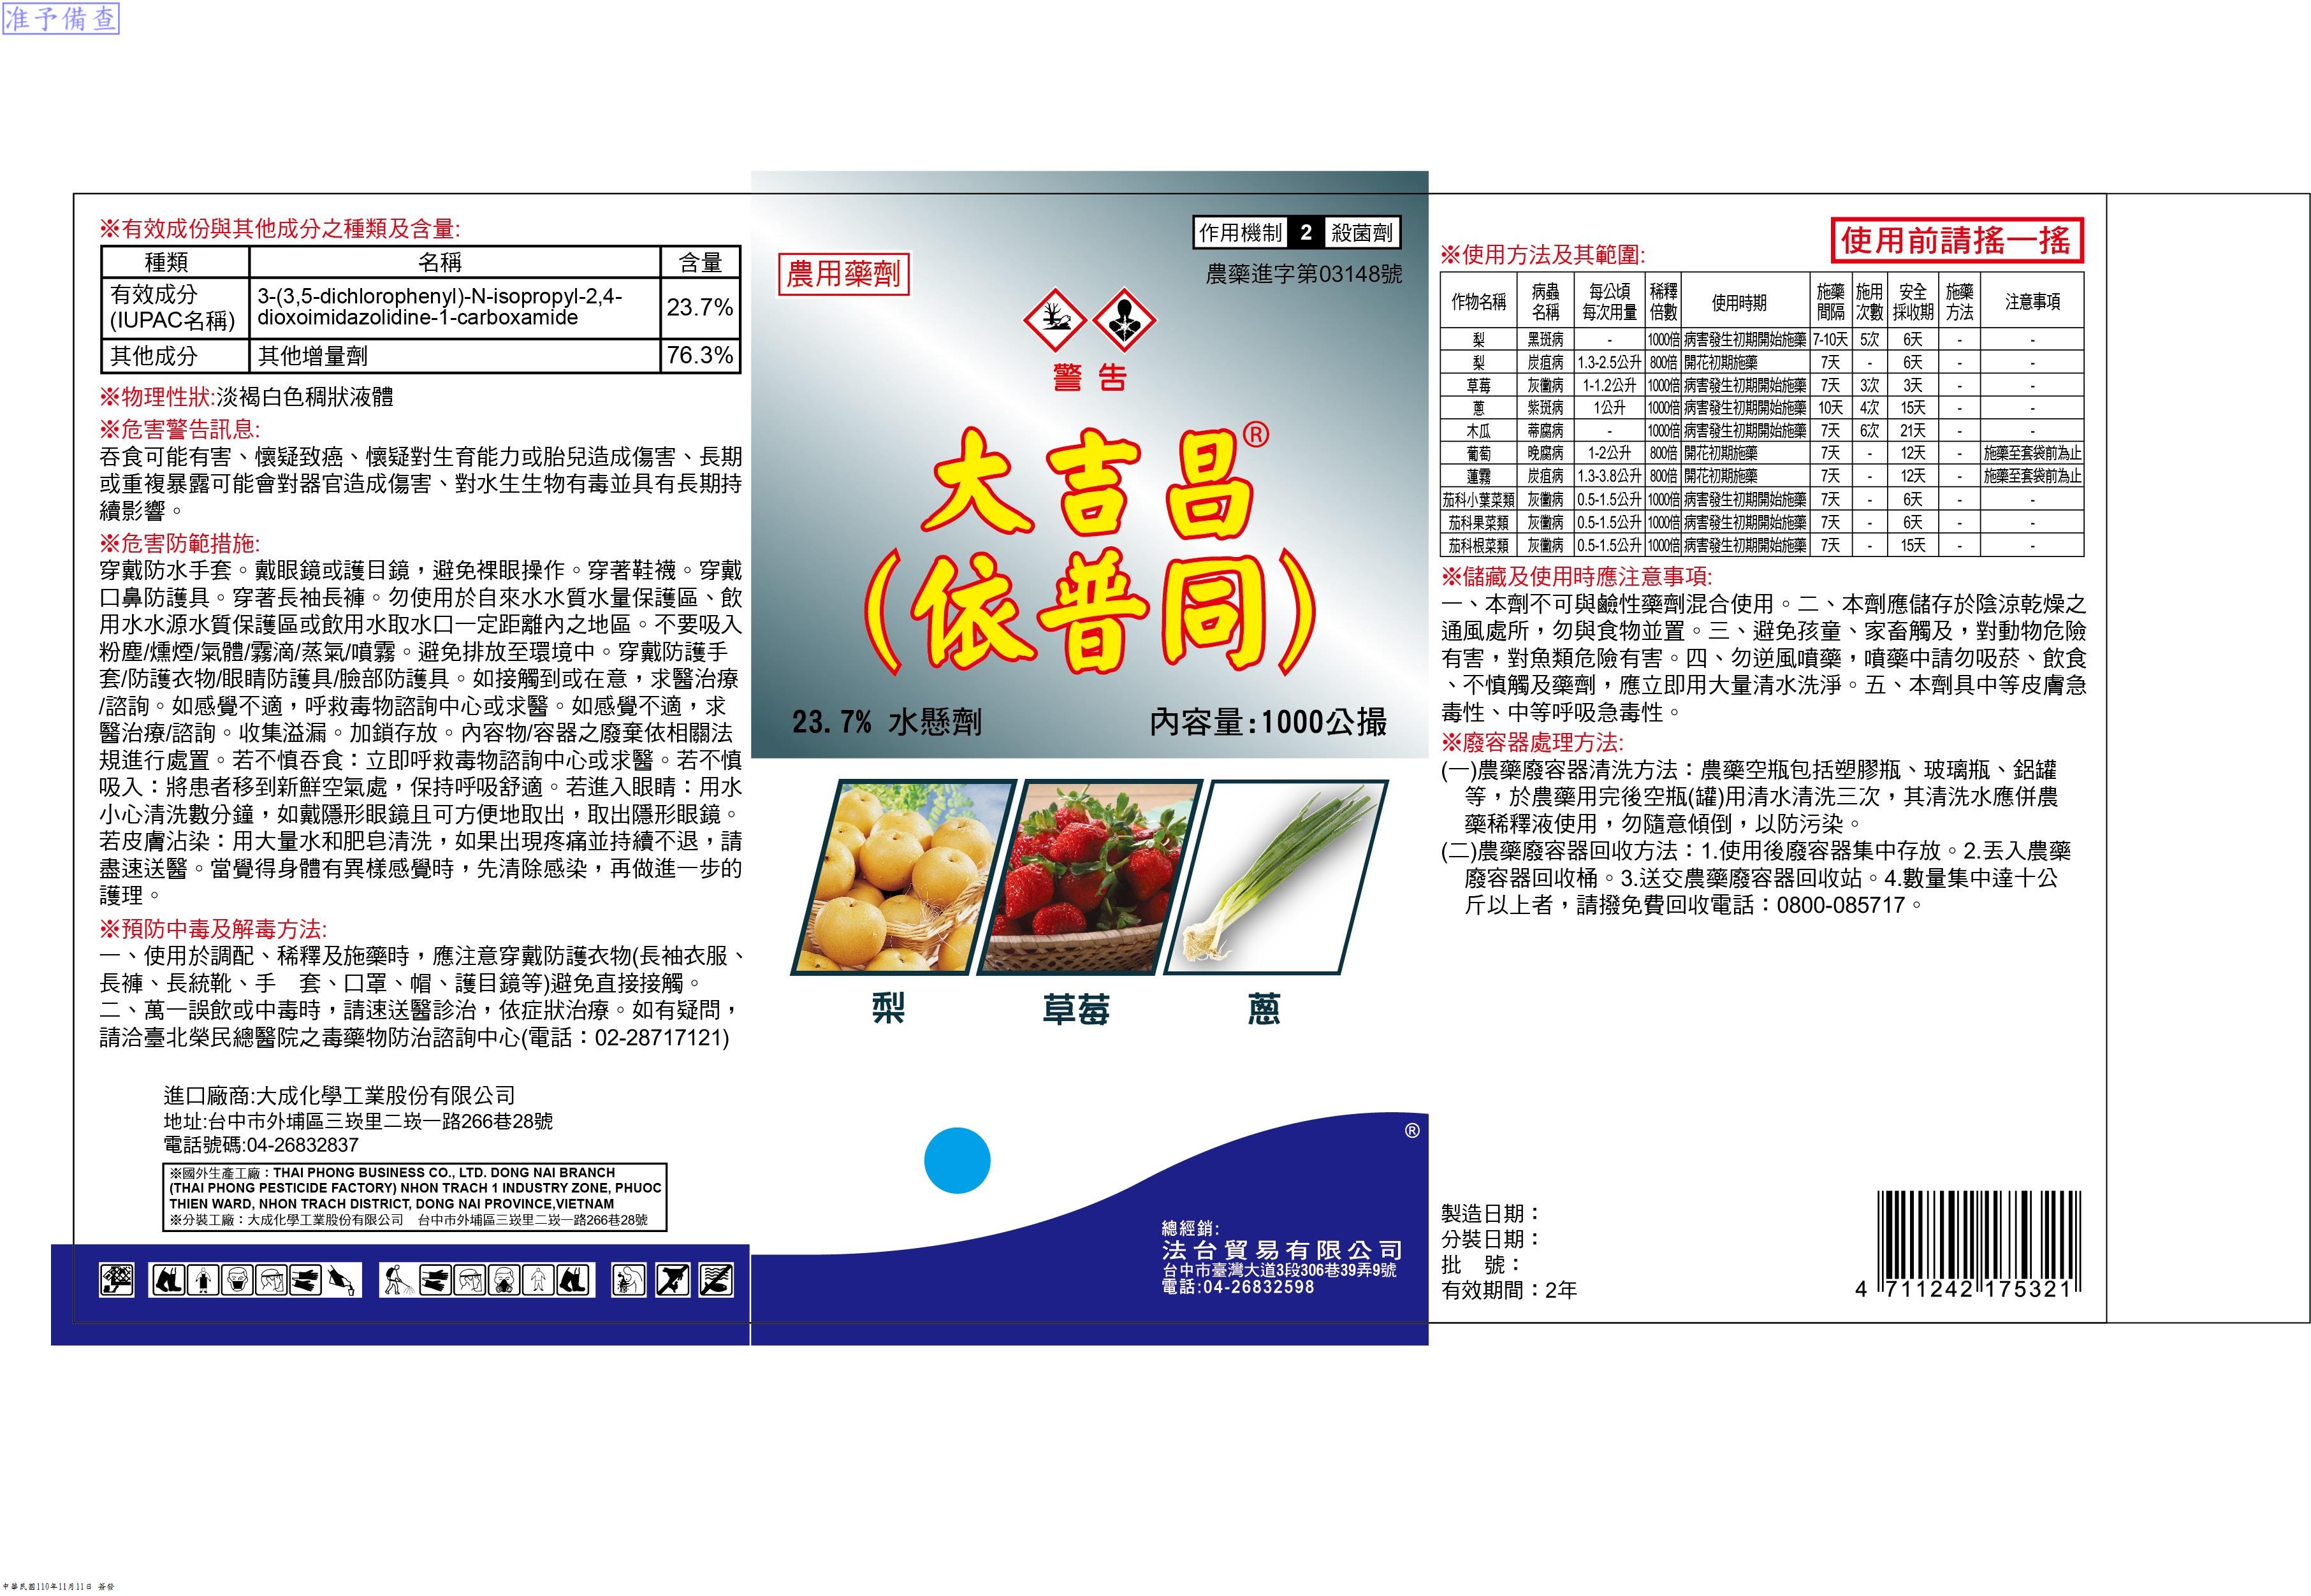 准予備查
※有效成份與其他成分之種類及含量:
種類 名稱 含量
有效成分
(IUPAC名稱) 3-(3,5-dichlorophenyl)-N-isopropyl-2,4-
dioxoimidazolidine-1-carboxamide 23.7%
其他成分 其他增量劑 76.3%
※物理性狀:淡褐白色稠狀液體
※危害警告訊息:
吞食可能有害、懷疑致癌、懷疑對生育能力或胎兒造成傷害、長期
或重複暴露可能會對器官造成傷害、對水生生物有毒並具有長期持
續影響。
※危害防範措施:
穿戴防水手套。戴眼鏡或護目鏡，避免裸眼操作。穿著鞋襪。穿戴
口鼻防護具。穿著長袖長褲。勿使用於自來水水質水量保護區、飲
用水水源水質保護區或飲用水取水口一定距離內之地區。不要吸入
粉塵/燻煙/氣體/霧滴/蒸氣/噴霧。避免排放至環境中。穿戴防護手
套/防護衣物/眼睛防護具/臉部防護具。如接觸到或在意，求醫治療
/諮詢。如感覺不適，呼救毒物諮詢中心或求醫。如感覺不適，求
醫治療/諮詢。收集溢漏。加鎖存放。內容物/容器之廢棄依相關法
規進行處置。若不慎吞食：立即呼救毒物諮詢中心或求醫。若不慎
吸入：將患者移到新鮮空氣處，保持呼吸舒適。若進入眼睛：用水
小心清洗數分鐘，如戴隱形眼鏡且可方便地取出，取出隱形眼鏡。
若皮膚沾染：用大量水和肥皂清洗，如果出現疼痛並持續不退，請
盡速送醫。當覺得身體有異樣感覺時，先清除感染，再做進一步的
護理。
※預防中毒及解毒方法:
一、使用於調配、稀釋及施藥時，應注意穿戴防護衣物(長袖衣服、
長褲、長統靴、手　套、口罩、帽、護目鏡等)避免直接接觸。
二、萬一誤飲或中毒時，請速送醫診治，依症狀治療。如有疑問，
請洽臺北榮民總醫院之毒藥物防治諮詢中心(電話：02-28717121)
進口廠商:大成化學工業股份有限公司
地址:台中市外埔區三崁里二崁一路266巷28號
電話號碼:04-26832837
※國外生產工廠：THAI PHONG BUSINESS CO., LTD. DONG NAI BRANCH
(THAI PHONG PESTICIDE FACTORY) NHON TRACH 1 INDUSTRY ZONE, PHUOC
THIEN WARD, NHON TRACH DISTRICT, DONG NAI PROVINCE,VIETNAM
※分裝工廠：大成化學工業股份有限公司　台中市外埔區三崁里二崁一路266巷28號
作用機制 2 殺菌劑
農用藥劑
農藥進字第03148號
警告
大吉昌®
(依普同)
23.7% 水懸劑 內容量:1000公撮
梨 草莓 蔥
®
總經銷:
法台貿易有限公司
台中市臺灣大道3段306巷39弄9號
電話:04-26832598
使用前請搖一搖
※使用方法及其範圍:
作物名稱 病蟲名稱 每公頃每次用量 稀釋倍數 使用時期 施藥間隔 施用次數 安全採收期 施藥方法 注意事項
梨 黑斑病 - 1000倍 病害發生初期開始施藥 7-10天 5次 6天 - -
梨 炭疽病 1.3-2.5公升 800倍 開花初期施藥 7天 - 6天 - -
草莓 灰黴病 1-1.2公升 1000倍 病害發生初期開始施藥 7天 3次 3天 - -
蔥 紫斑病 1公升 1000倍 病害發生初期開始施藥 10天 4次 15天 - -
木瓜 蒂腐病 - 1000倍 病害發生初期開始施藥 7天 6次 21天 - -
葡萄 晚腐病 1-2公升 800倍 開花初期施藥 7天 - 12天 - 施藥至套袋前為止
蓮霧 炭疽病 1.3-3.8公升 800倍 開花初期施藥 7天 - 12天 - 施藥至套袋前為止
茄科小葉菜類 灰黴病 0.5-1.5公升 1000倍 病害發生初期開始施藥 7天 - 6天 - -
茄科果菜類 灰黴病 0.5-1.5公升 1000倍 病害發生初期開始施藥 7天 - 6天 - -
茄科根菜類 灰黴病 0.5-1.5公升 1000倍 病害發生初期開始施藥 7天 - 15天 - -
※儲藏及使用時應注意事項:
一、本劑不可與鹼性藥劑混合使用。二、本劑應儲存於陰涼乾燥之
通風處所，勿與食物並置。三、避免孩童、家畜觸及，對動物危險
有害，對魚類危險有害。四、勿逆風噴藥，噴藥中請勿吸菸、飲食
、不慎觸及藥劑，應立即用大量清水洗淨。五、本劑具中等皮膚急
毒性、中等呼吸急毒性。
※廢容器處理方法:
(一)農藥廢容器清洗方法：農藥空瓶包括塑膠瓶、玻璃瓶、鋁罐
等，於農藥用完後空瓶(罐)用清水清洗三次，其清洗水應併農
藥稀釋液使用，勿隨意傾倒，以防污染。
(二)農藥廢容器回收方法：1.使用後廢容器集中存放。2.丟入農藥
廢容器回收桶。3.送交農藥廢容器回收站。4.數量集中達十公
斤以上者，請撥免費回收電話：0800-085717。
製造日期：
分裝日期：
批　號：
有效期間：2年
4 711242 175321
中華民國110年11月11日 簽發